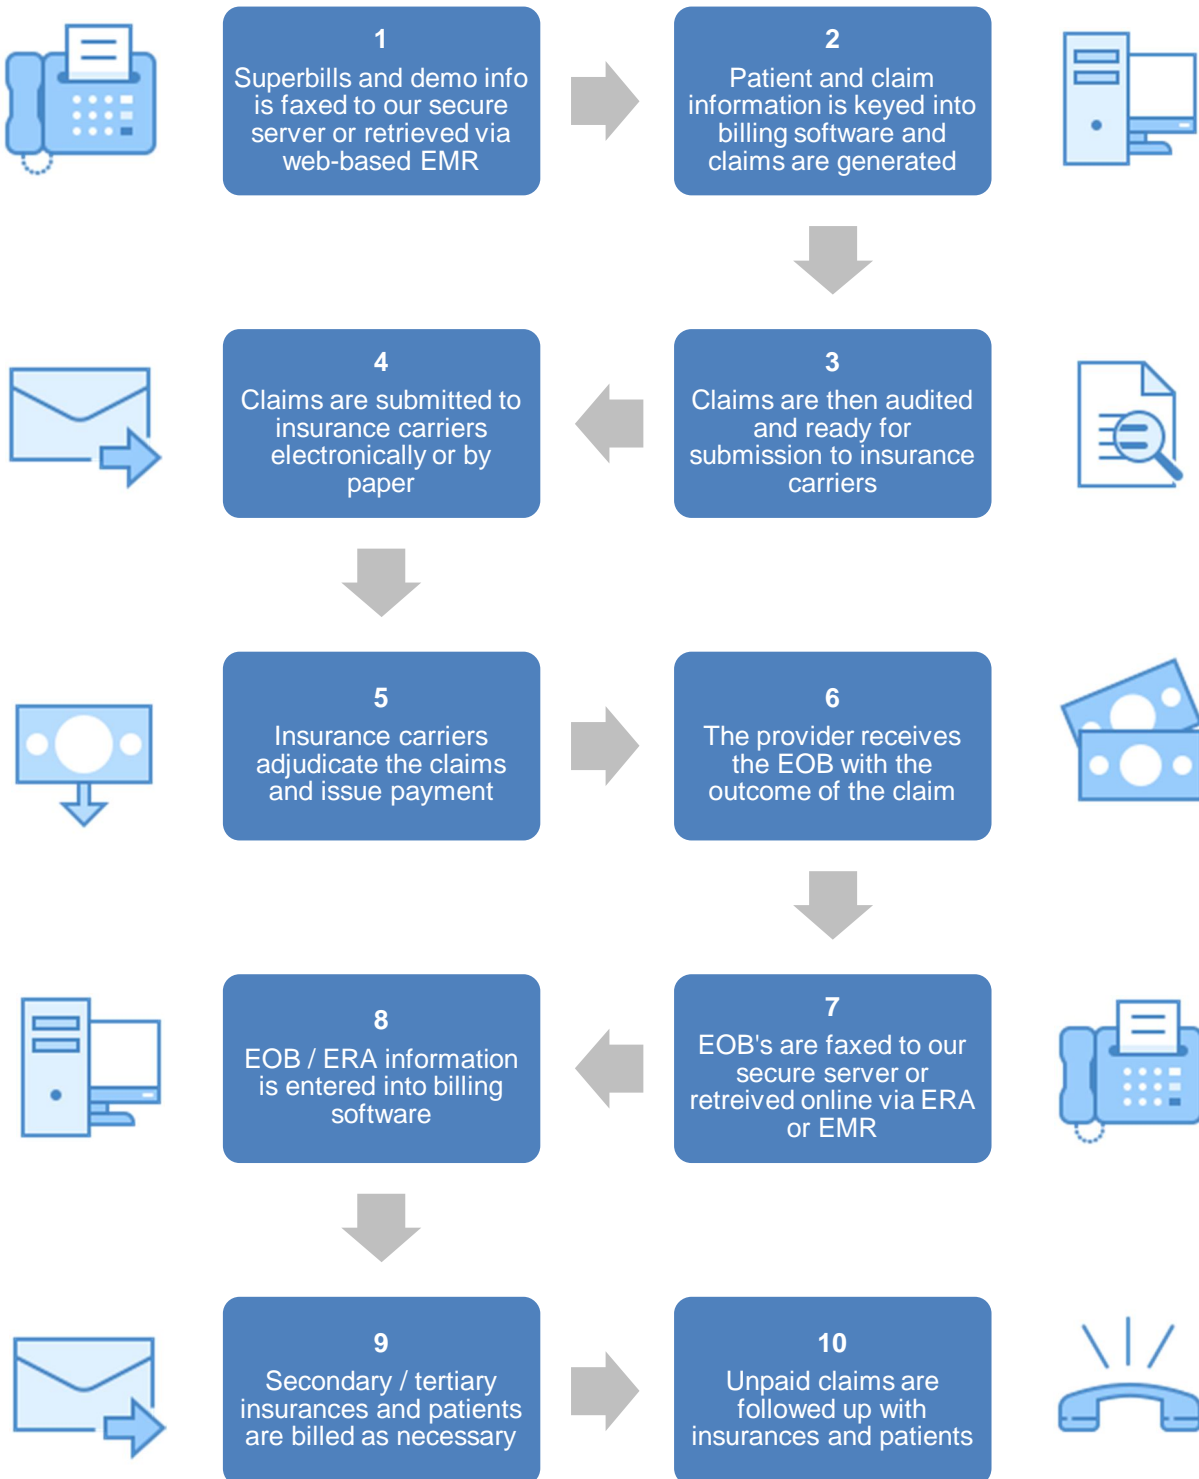 1
Superbills and demo info
is faxed to our secure
server or retrieved via
web-based EMR
2
Patient and claim
information is keyed into
billing software and
claims are generated
3
Claims are then audited
and ready for
submission to insurance
carriers
4
Claims are submitted to
insurance carriers
electronically or by
paper
5
Insurance carriers
adjudicate the claims
and issue payment
6
The provider receives
the EOB with the
outcome of the claim
7
EOB's are faxed to our
secure server or
retreived online via ERA
or EMR
8
EOB / ERA information
is entered into billing
software
9
Secondary / tertiary
insurances and patients
are billed as necessary
10
Unpaid claims are
followed up with
insurances and patients